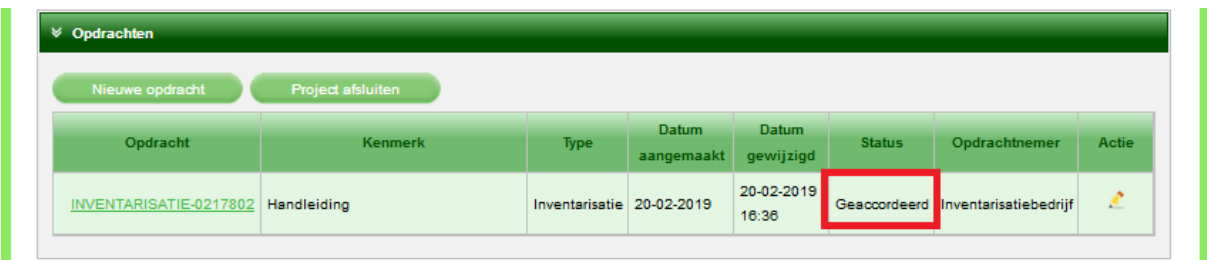 Opdrachten
Nieuwe opdracht Project afsluiten
Opdracht Kenmerk Type Datum aangemaakt Datum gewijzigd Status Opdrachtnemer Actie
INVENTARISATIE-0217802 Handleiding Inventarisatie 20-02-2019 20-02-2019 16:36 Geaccordeerd Inventarisatiebedrijf